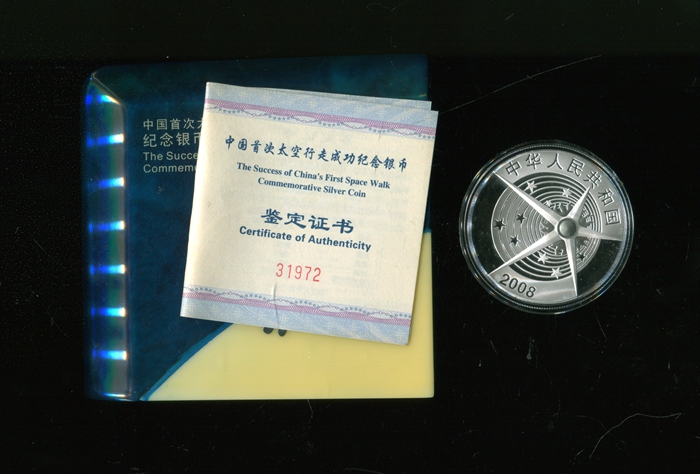 中国首次太
纪念银币
The Success
Commemo
中国首次太空行走成功纪念银币
The Success of China's First Space Walk
Commemorative Silver Coin
鉴定证书
Certificate of Authenticity
31972
中华人民共和国
2008